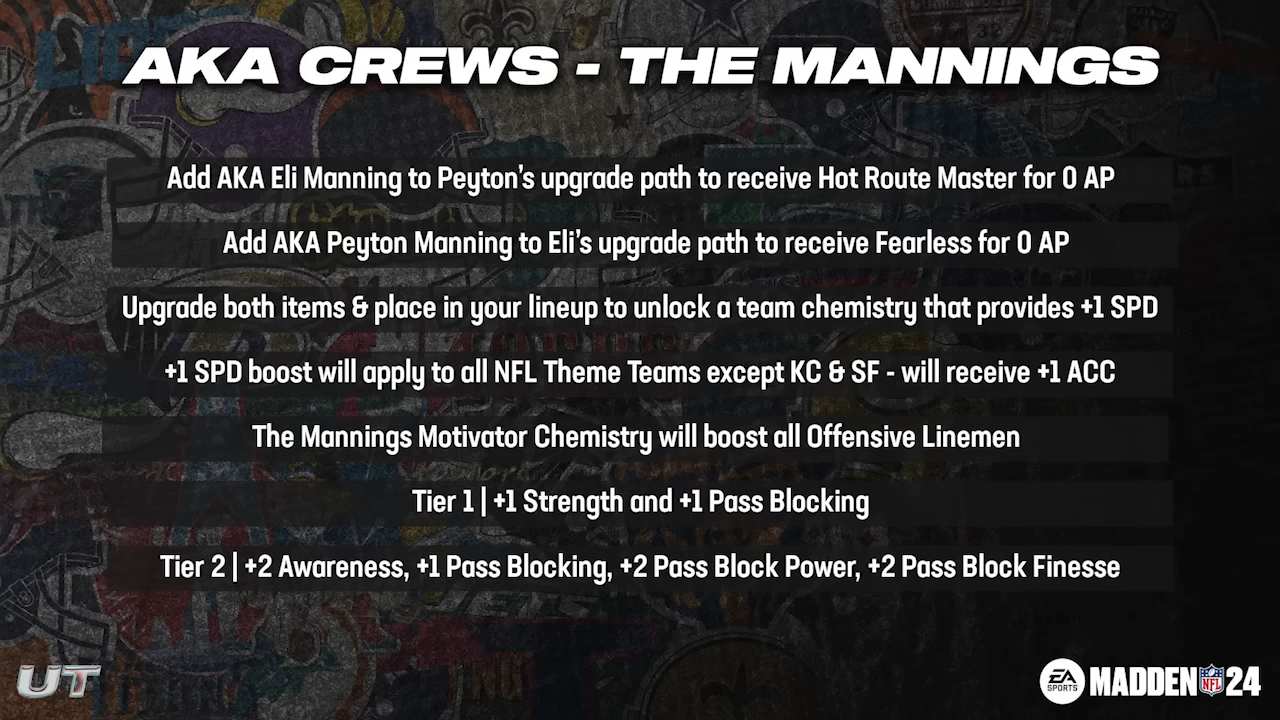 AKA CREWS - THE MANNINGS
Add AKA Eli Manning to Peyton's upgrade path to receive Hot Route Master for 0 AP
Add AKA Peyton Manning to Eli's upgrade path to receive Fearless for 0 AP
Upgrade both items & place in your lineup to unlock a team chemistry that provides +1 SPD
+1 SPD boost will apply to all NFL Theme Teams except KC & SF - will receive +1 ACC
The Mannings Motivator Chemistry will boost all Offensive Linemen
Tier 1 | +1 Strength and +1 Pass Blocking
Tier 2 | +2 Awareness, +1 Pass Blocking, +2 Pass Block Power, +2 Pass Block Finesse
JETS
UT
EA SPORTS MADDEN NFL 24